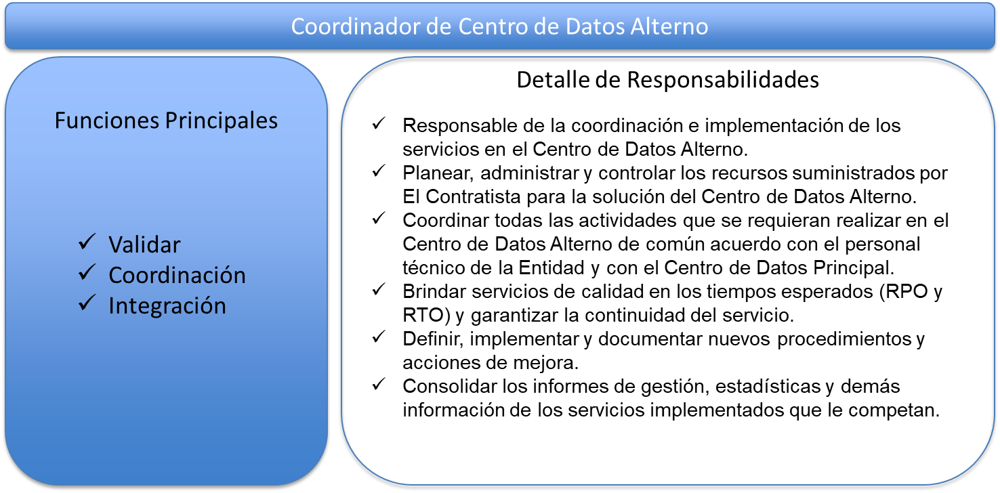 Coordinador de Centro de Datos Alterno
Funciones Principales
✓ Validar
✓ Coordinación
✓ Integración
Detalle de Responsabilidades
✓ Responsable de la coordinación e implementación de los
servicios en el Centro de Datos Alterno.
✓ Planear, administrar y controlar los recursos suministrados por
El Contratista para la solución del Centro de Datos Alterno.
✓ Coordinar todas las actividades que se requieran realizar en el
Centro de Datos Alterno de común acuerdo con el personal
técnico de la Entidad y con el Centro de Datos Principal.
✓ Brindar servicios de calidad en los tiempos esperados (RPO y
RTO) y garantizar la continuidad del servicio.
✓ Definir, implementar y documentar nuevos procedimientos y
acciones de mejora.
✓ Consolidar los informes de gestión, estadísticas y demás
información de los servicios implementados que le competan.